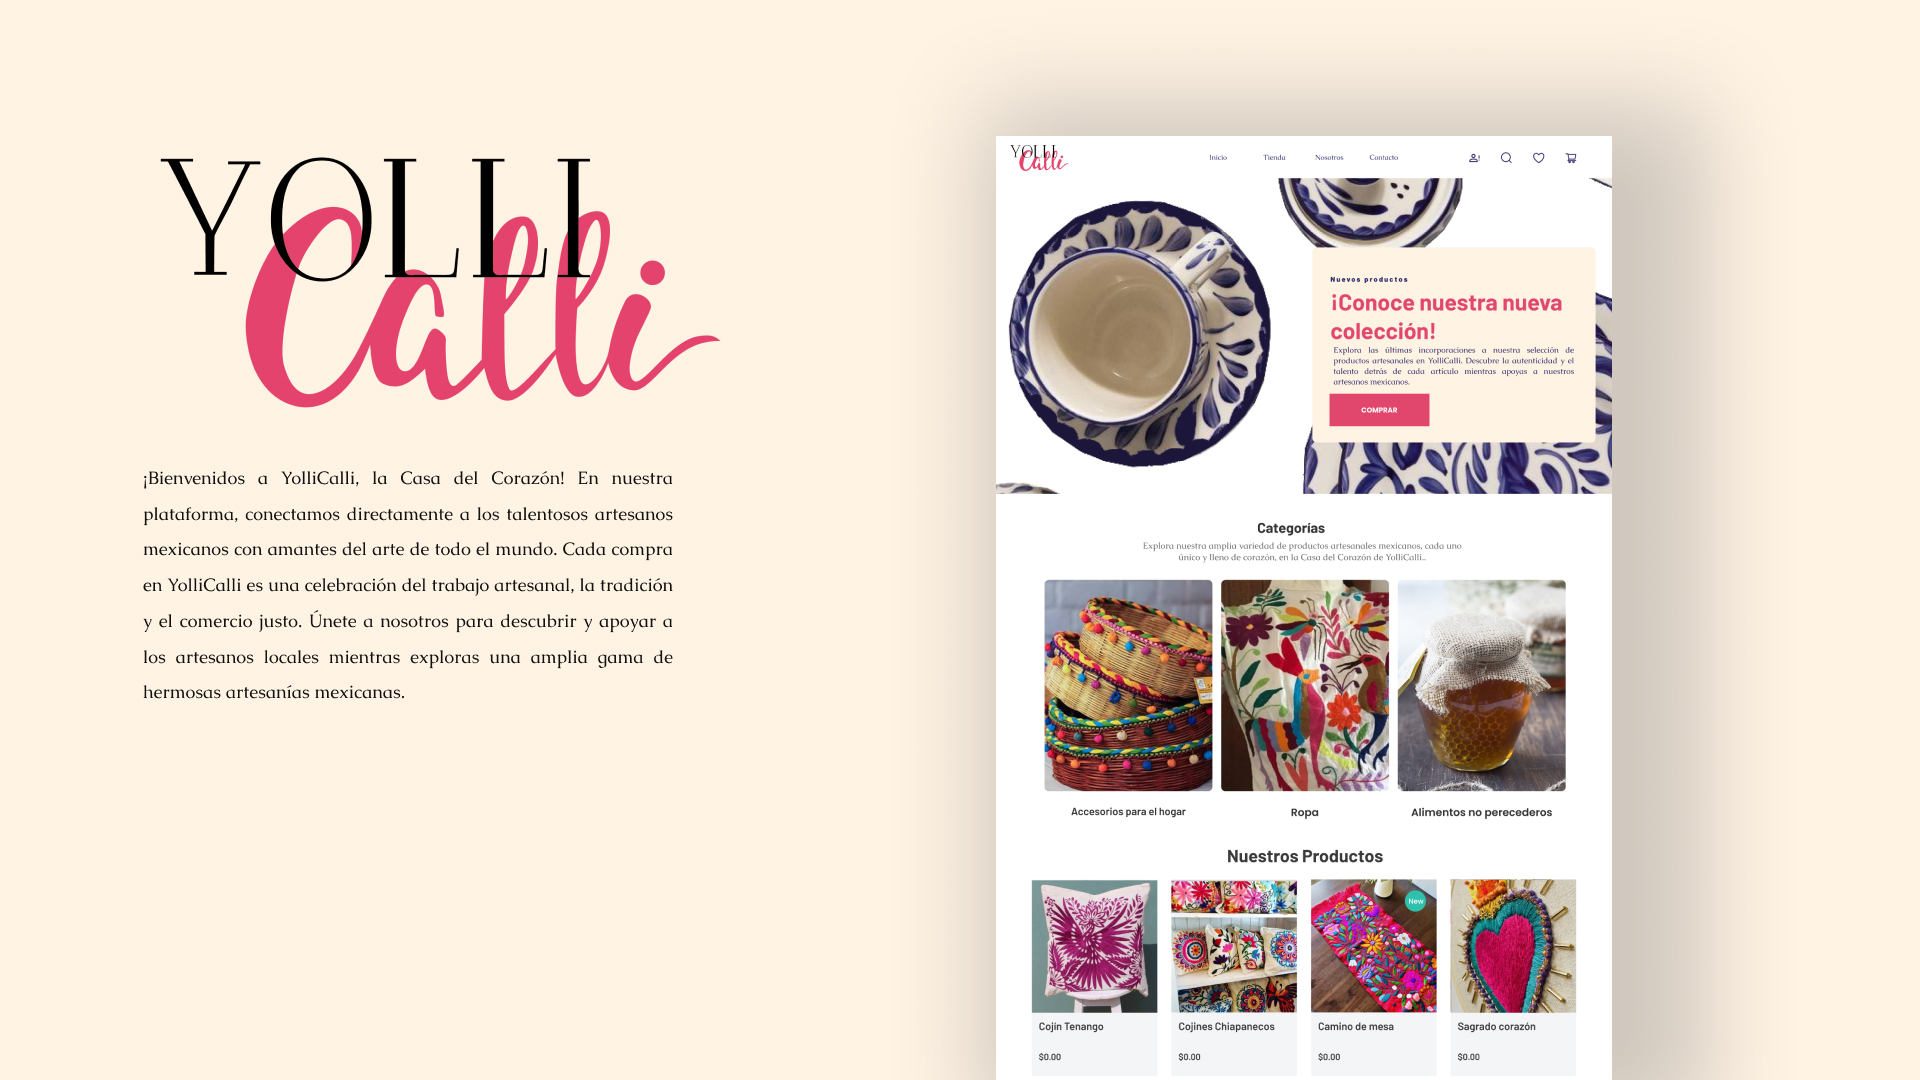 YOLLI
Calli
¡Bienvenidos a YolliCalli, la Casa del Corazón! En nuestra
plataforma, conectamos directamente a los talentosos artesanos
mexicanos con amantes del arte de todo el mundo. Cada compra
en YolliCalli es una celebración del trabajo artesanal, la tradición
y el comercio justo. Únete a nosotros para descubrir y apoyar a
los artesanos locales mientras exploras una amplia gama de
hermosas artesanías mexicanas.
YOLLI
Calli
Inicio Tienda Nosotros Contacto
Nuevos productos
¡Conoce nuestra nueva
colección!
Explora las últimas incorporaciones a nuestra selección de
productos artesanales en YolliCalli. Descubre la autenticidad y el
talento detrás de cada artículo mientras apoyas a nuestros
artesanos mexicanos.
COMPRAR
Categorías
Explora nuestra amplia variedad de productos artesanales mexicanos, cada uno
único y lleno de corazón, en la Casa del Corazón de YolliCalli..
Accesorios para el hogar Ropa Alimentos no perecederos
Nuestros Productos
New
Cojín Tenango Cojines Chiapanecos Camino de mesa Sagrado corazón
$0.00 $0.00 $0.00 $0.00